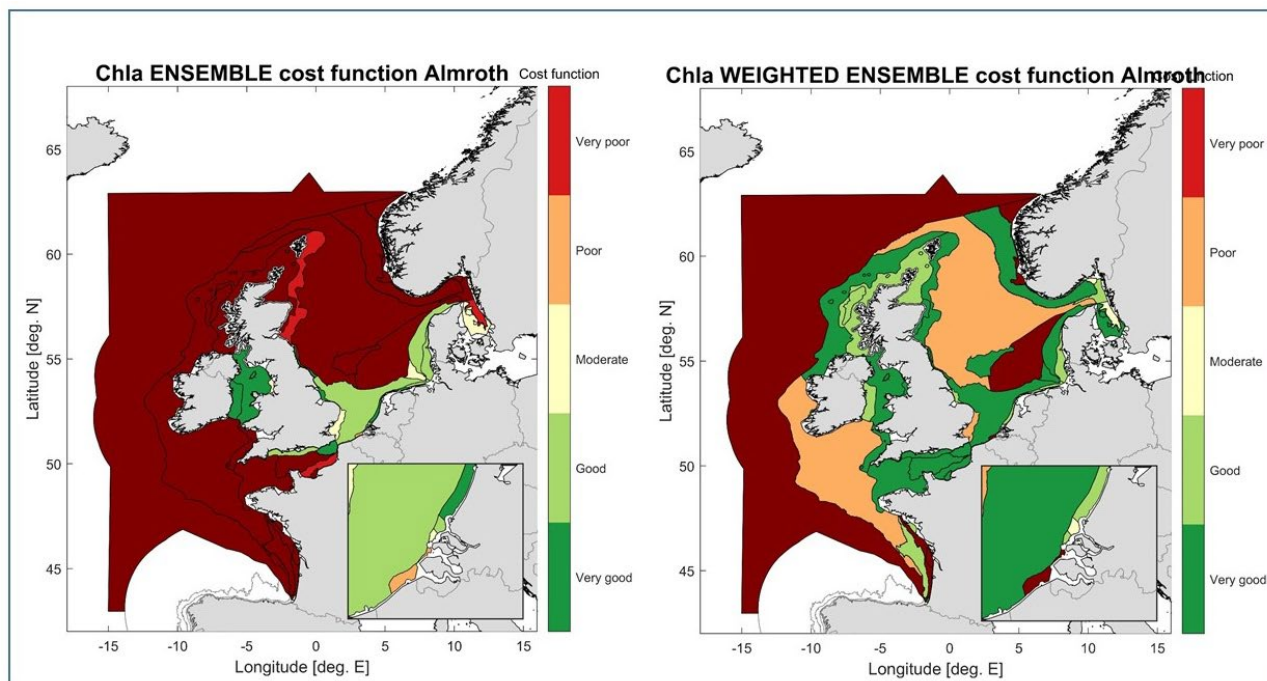 Chla ENSEMBLE cost function Almroth
Cost function
65
60
55
50
45
Latitude [deg. N]
-15 -10 -5 0 5 10 15
Longitude [deg. E]
Very poor
Poor
Moderate
Good
Very good
Chla WEIGHTED ENSEMBLE cost function Almroth
Cost function
65
60
55
50
45
Latitude [deg. N]
-15 -10 -5 0 5 10 15
Longitude [deg. E]
Very poor
Poor
Moderate
Good
Very good